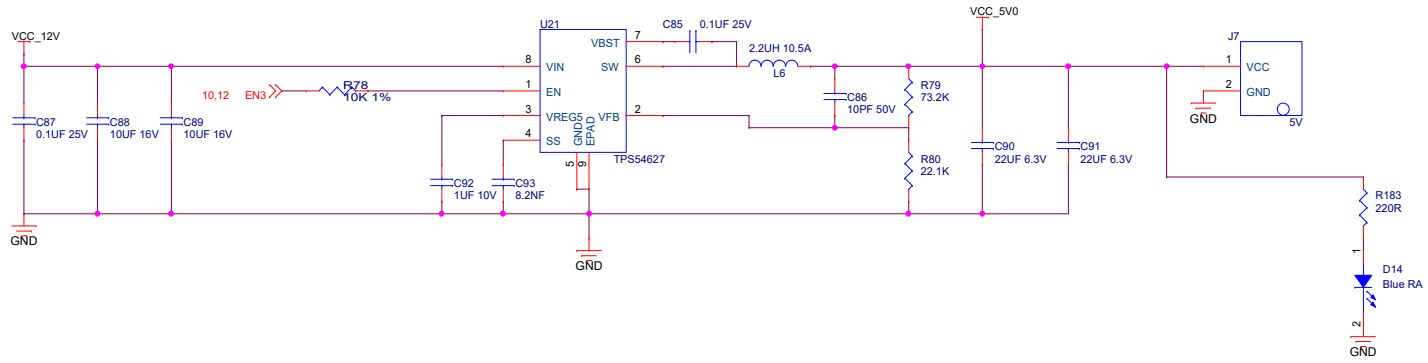 VCC_12V
C87
0.1UF 25V
C88
10UF 16V
C89
10UF 16V
GND
10,12 EN3
R78
10K 1%
C92
1UF 10V
C93
8.2NF
U21
8 VIN
1 EN
3 VREG5
4 SS
VBST 7
SW 6
VFB 2
GND
EPAD
5
9
TPS54627
GND
C85 0.1UF 25V
2.2UH 10.5A
L6
C86
10PF 50V
R79
73.2K
R80
22.1K
VCC_5V0
C90
22UF 6.3V
C91
22UF 6.3V
J7
1 VCC
2 GND
5V
GND
R183
220R
1
D14
Blue RA
2
GND